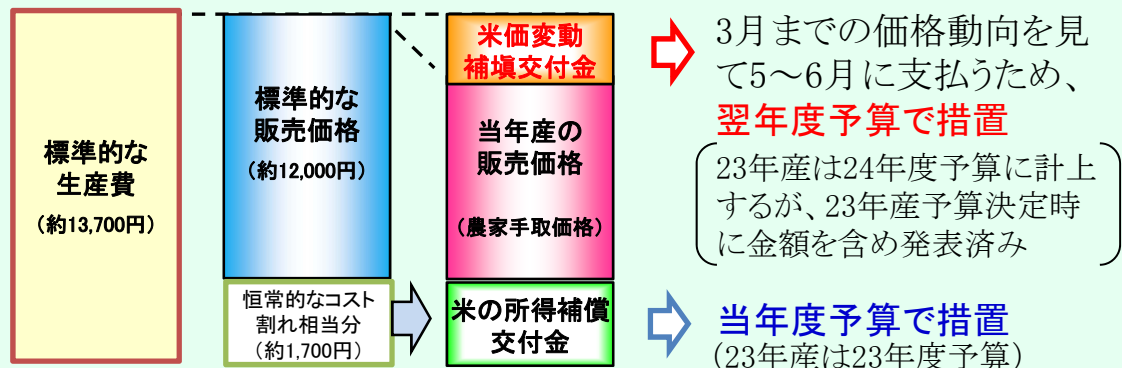 標準的な
生産費
(約13,700円)
標準的な
販売価格
(約12,000円)
恒常的なコスト
割れ相当分
(約1,700円)
米価変動
補塡交付金
当年産の
販売価格
(農家手取価格)
米の所得補償
交付金
3月までの価格動向を見
て5～6月に支払うため、
翌年度予算で措置
23年産は24年度予算に計上
するが、23年産予算決定時
に金額を含め発表済み
当年度予算で措置
(23年産は23年度予算)